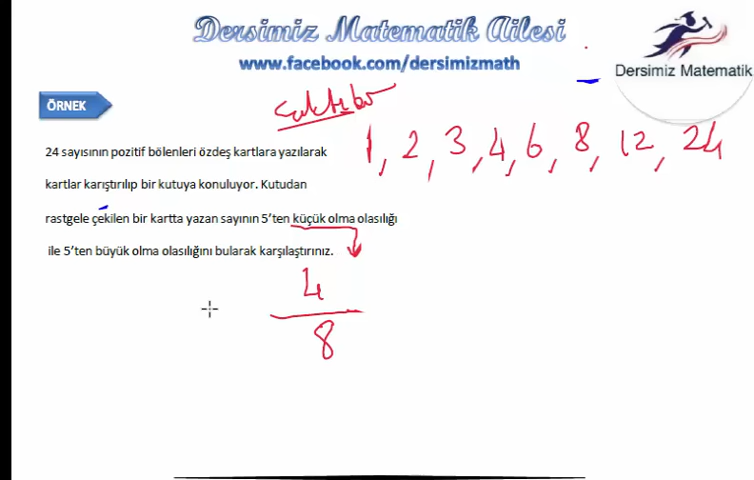 Dersimiz Matematik Ailesi
www.facebook.com/dersimizmath
Dersimiz Matematik
ÖRNEK
1, 2, 3, 4, 6, 8, 12, 24
24 sayısının pozitif bölenleri özdeş kartlara yazılarak
kartlar karıştırılıp bir kutuya konuluyor. Kutudan
rastgele çekilen bir kartta yazan sayının 5'ten küçük olma olasılığı
ile 5'ten büyük olma olasılığını bularak karşılaştırınız.
4
8